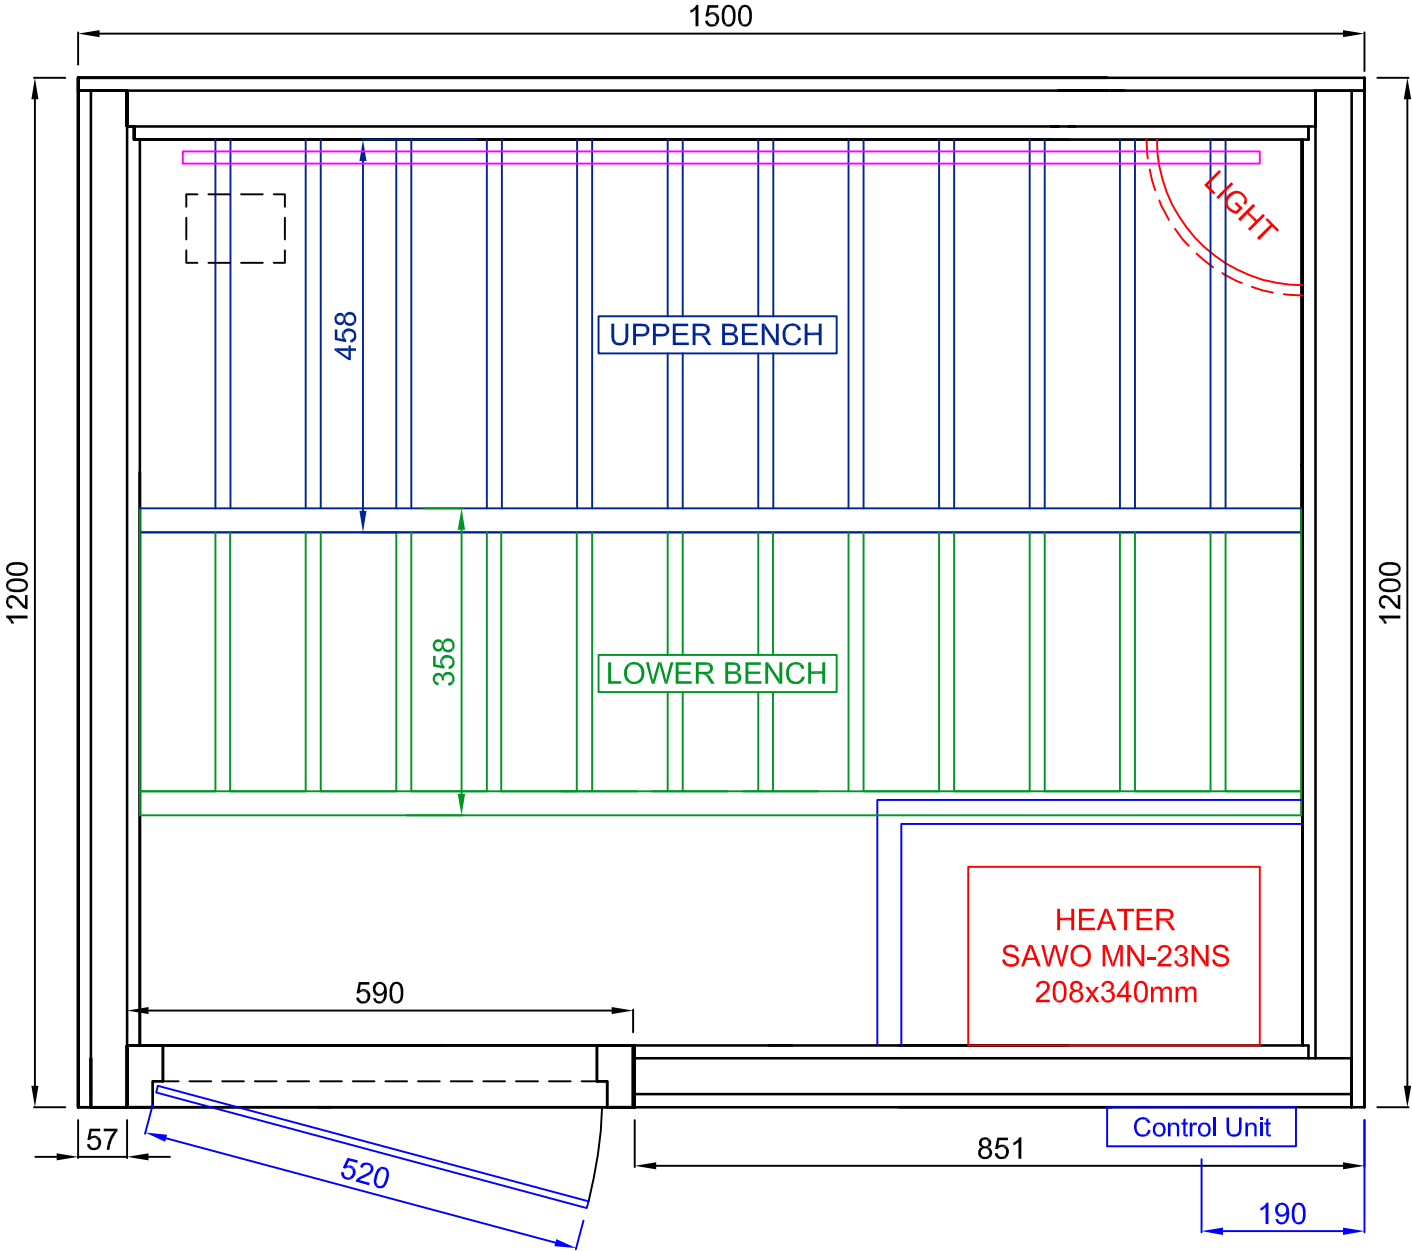 1500
LIGHT
458
UPPER BENCH
1200
1200
358
LOWER BENCH
HEATER
SAWO MN-23NS
208x340mm
590
57
520
Control Unit
851
190